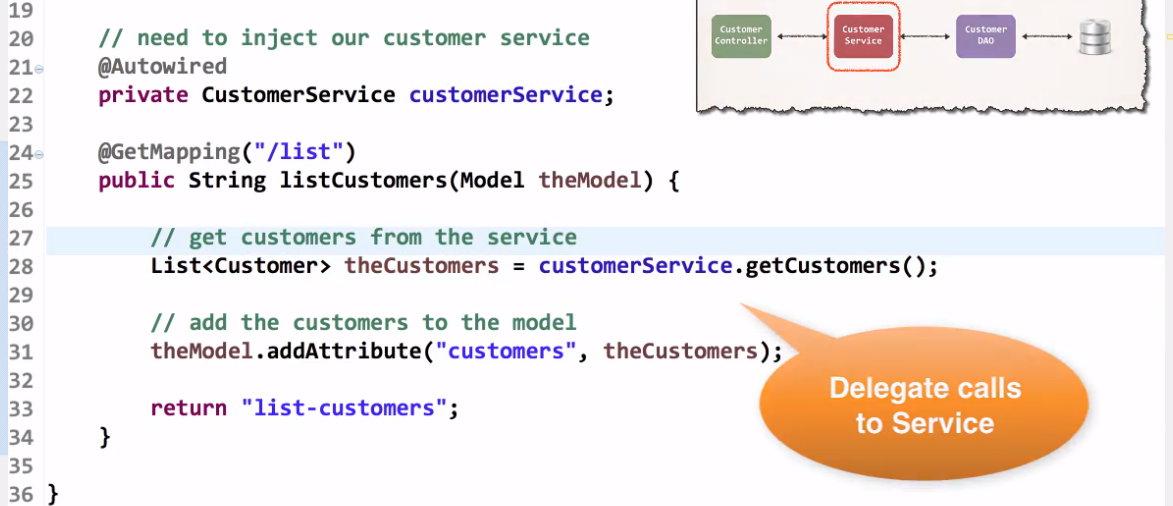 19
20 // need to inject our customer service
21 @Autowired
22 private CustomerService customerService;
23
24 @GetMapping("/list")
25 public String listCustomers(Model theModel) {
26
27 // get customers from the service
28 List<Customer> theCustomers = customerService.getCustomers();
29
30 // add the customers to the model
31 theModel.addAttribute("customers", theCustomers);
32
33 return "list-customers";
34 }
35
36 }
Customer
Controller
Customer
Service
Customer
DAO
Delegate calls
to Service